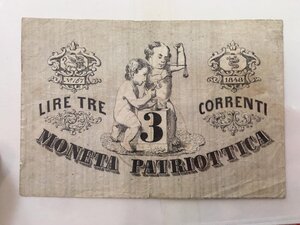 1848
LIRE TRE CORRENTI
3
MONETA PATRIOTTICA